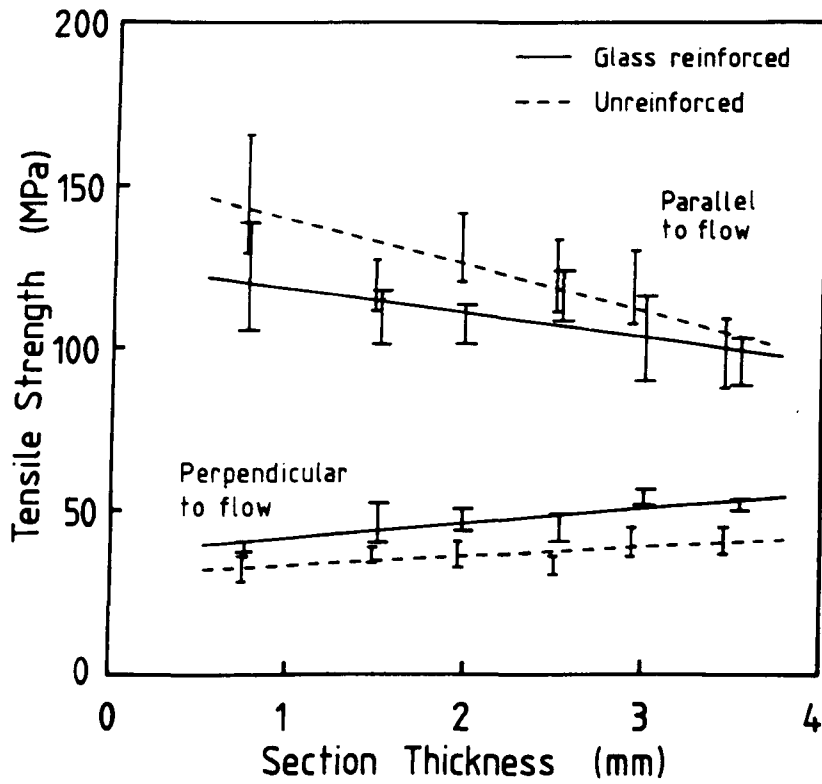 200
150
100
50
0
Tensile Strength (MPa)
Glass reinforced
Unreinforced
Parallel
to flow
Perpendicular
to flow
0 1 2 3 4
Section Thickness (mm)